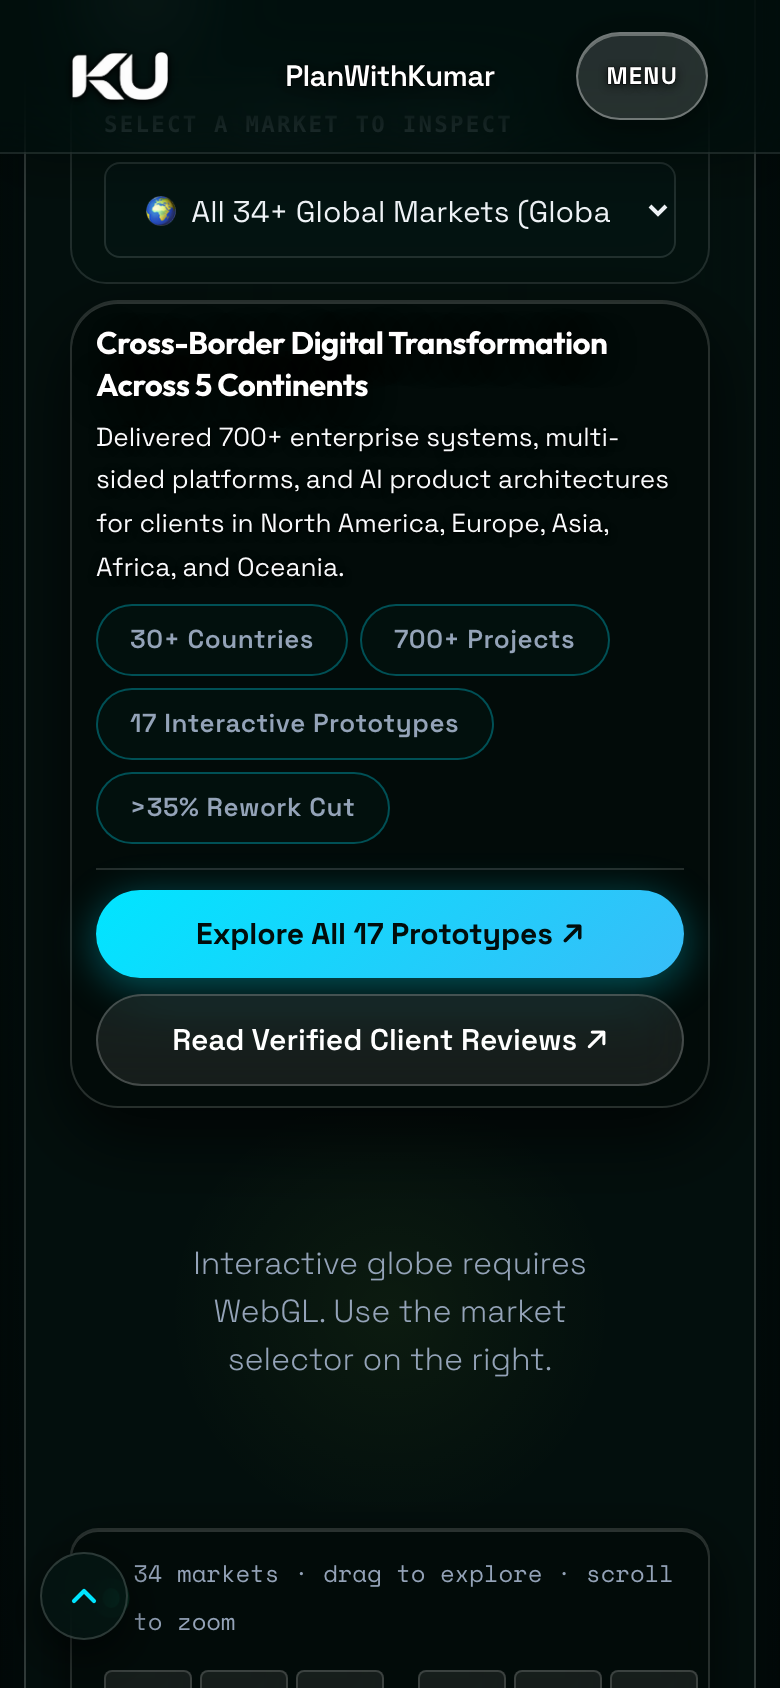 KU
PlanWithKumar
MENU
SELECT A MARKET TO INSPECT
All 34+ Global Markets (Globa
Cross-Border Digital Transformation
Across 5 Continents
Delivered 700+ enterprise systems, multi-
sided platforms, and AI product architectures
for clients in North America, Europe, Asia,
Africa, and Oceania.
30+ Countries
700+ Projects
17 Interactive Prototypes
>35% Rework Cut
Explore All 17 Prototypes ↗
Read Verified Client Reviews ↗
Interactive globe requires
WebGL. Use the market
selector on the right.
34 markets · drag to explore · scroll
to zoom